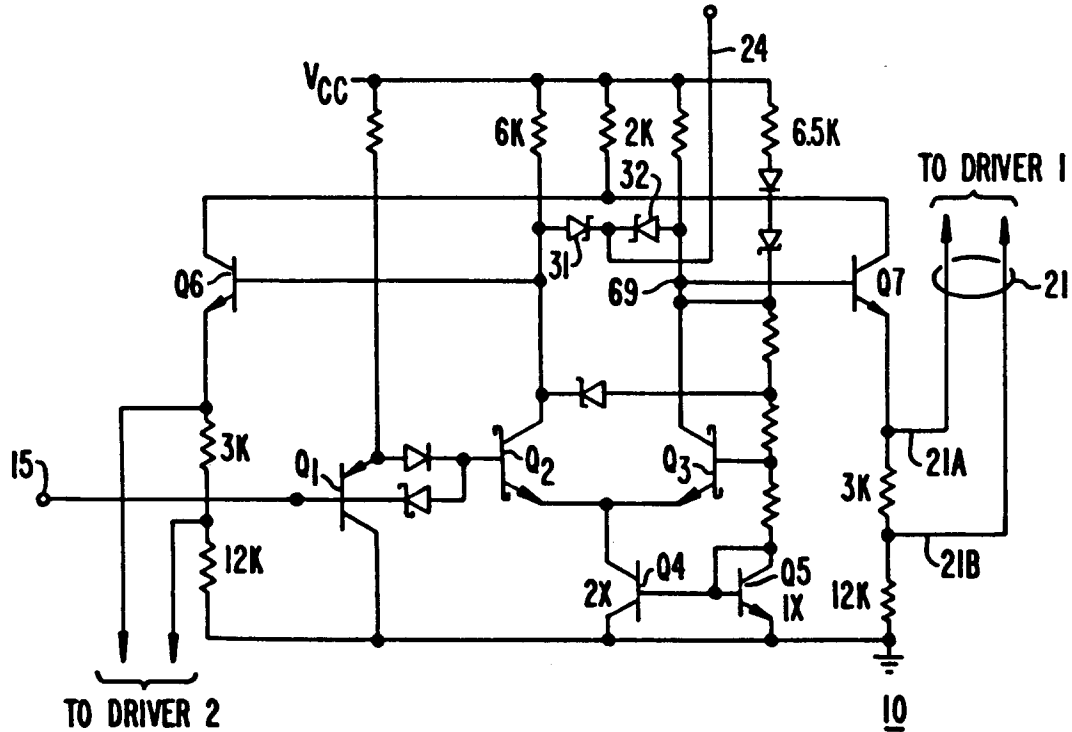 24
VCC
6K
2K
6.5K
32
TO DRIVER 1
31
Q6
69
Q7
21
15
3K
Q1
Q2
Q3
21A
3K
21B
12K
Q4
2X
Q5
1X
12K
TO DRIVER 2
10